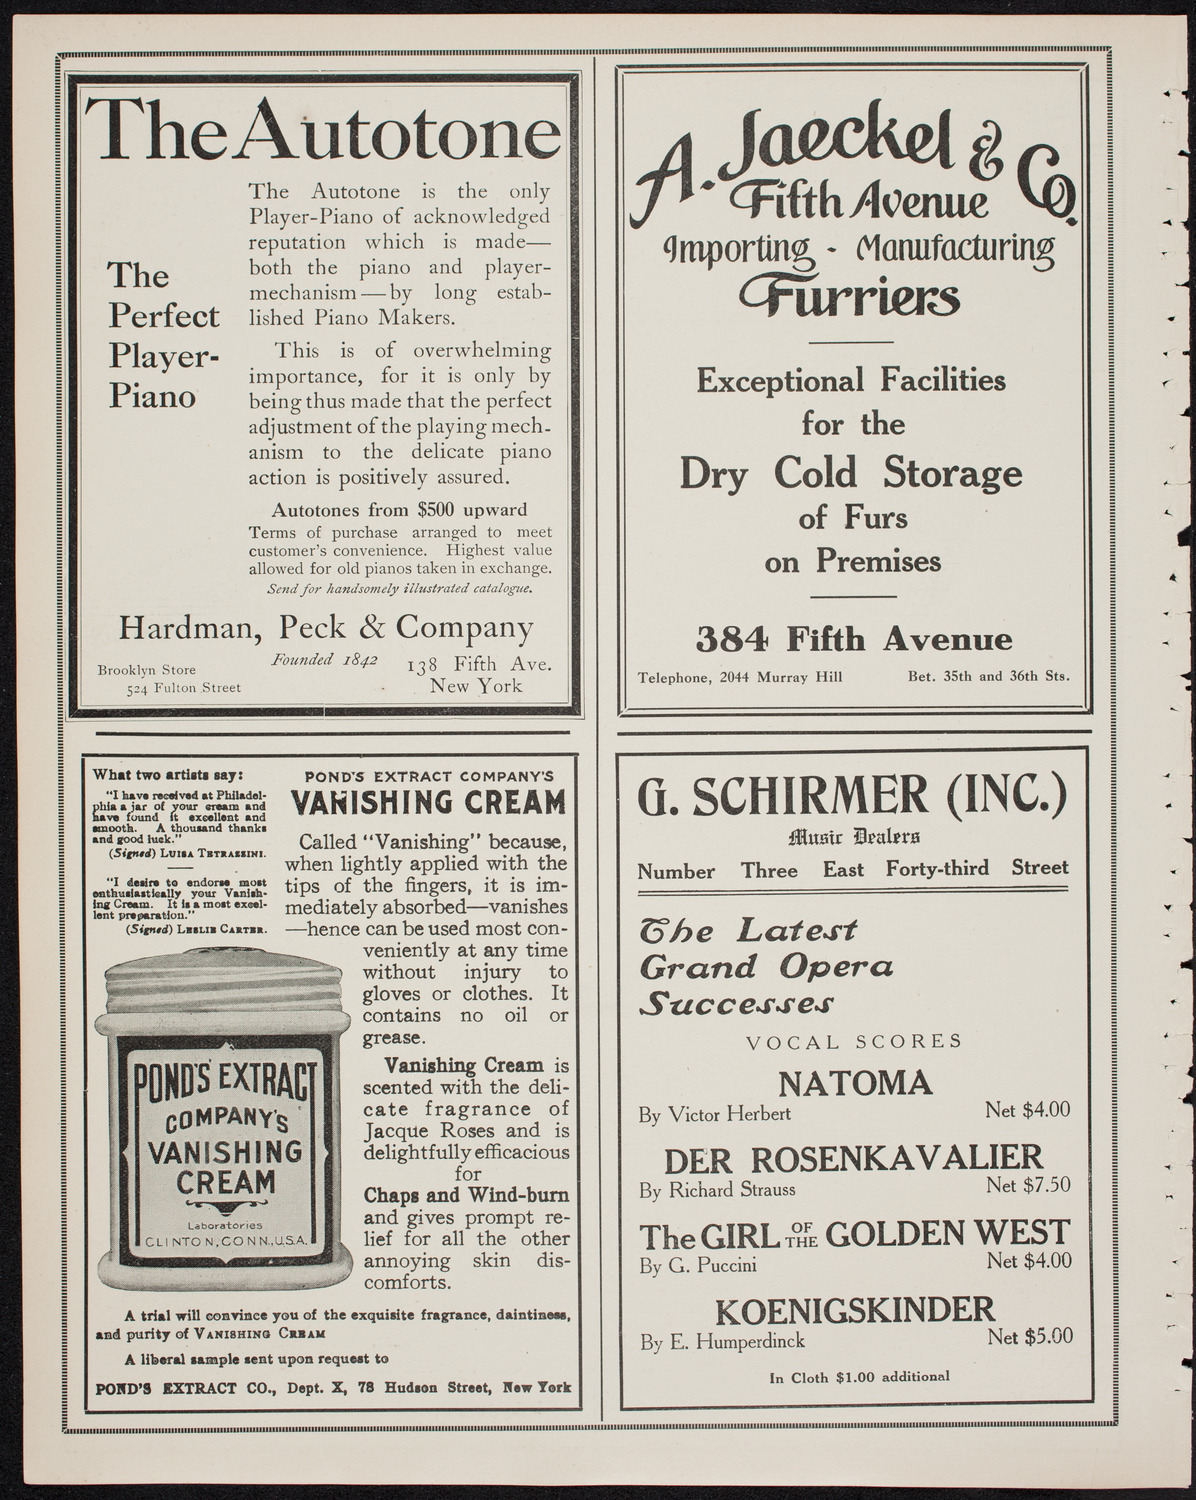 The Autotone
The
Perfect
Player-
Piano
The Autotone is the only
Player-Piano of acknowledged
reputation which is made—
both the piano and player-
mechanism—by long estab-
lished Piano Makers.
This is of overwhelming
importance, for it is only by
being thus made that the perfect
adjustment of the playing mech-
anism to the delicate piano
action is positively assured.
Autotones from $500 upward
Terms of purchase arranged to meet
customer's convenience. Highest value
allowed for old pianos taken in exchange.
Send for handsomely illustrated catalogue.
Hardman, Peck & Company
Founded 1842
Brooklyn Store
524 Fulton Street
138 Fifth Ave.
New York
A. Jaeckel & Co.
Fifth Avenue
Importing - Manufacturing
Furriers
Exceptional Facilities
for the
Dry Cold Storage
of Furs
on Premises
384 Fifth Avenue
Telephone, 2044 Murray Hill Bet. 35th and 36th Sts.
What two artists say:
"I have received at Philadel-
phia a jar of your cream and
have found it excellent and
smooth. A thousand thanks
and good luck."
(Signed) LUISA TETRAZZINI.
"I desire to endorse most
enthusiastically your Vanish-
ing Cream. It is a most excel-
lent preparation."
(Signed) LESLIE CARTER.
POND'S EXTRACT COMPANY'S
VANISHING CREAM
Called "Vanishing" because,
when lightly applied with the
tips of the fingers, it is im-
mediately absorbed—vanishes
—hence can be used most con-
veniently at any time
without injury to
gloves or clothes. It
contains no oil or
grease.
Vanishing Cream is
scented with the deli-
cate fragrance of
Jacque Roses and is
delightfully efficacious
for
Chaps and Wind-burn
and gives prompt re-
lief for all the other
annoying skin dis-
comforts.
POND'S EXTRACT
COMPANY'S
VANISHING
CREAM
Laboratories
CLINTON, CONN., U.S.A.
A trial will convince you of the exquisite fragrance, daintiness,
and purity of VANISHING CREAM
A liberal sample sent upon request to
POND'S EXTRACT CO., Dept. X, 78 Hudson Street, New York
G. SCHIRMER (INC.)
Music Dealers
Number Three East Forty-third Street
The Latest
Grand Opera
Successes
VOCAL SCORES
NATOMA
By Victor Herbert Net $4.00
DER ROSENKAVALIER
By Richard Strauss Net $7.50
The GIRL OF THE GOLDEN WEST
By G. Puccini Net $4.00
KOENIGSKINDER
By E. Humperdinck Net $5.00
In Cloth $1.00 additional